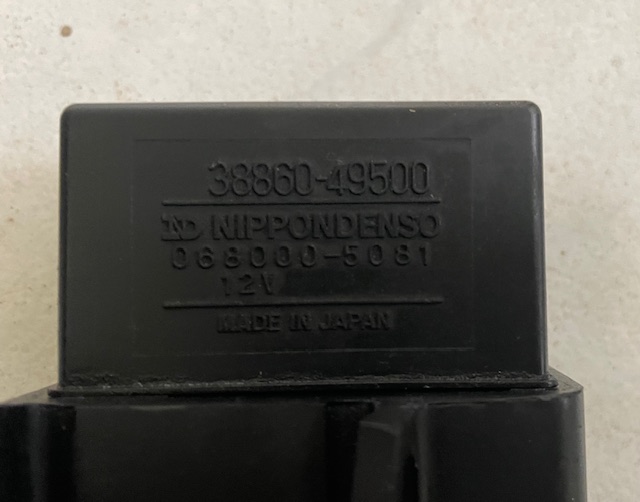 38860-49500
ND NIPPONDENSO
068000-5081
12V
MADE IN JAPAN